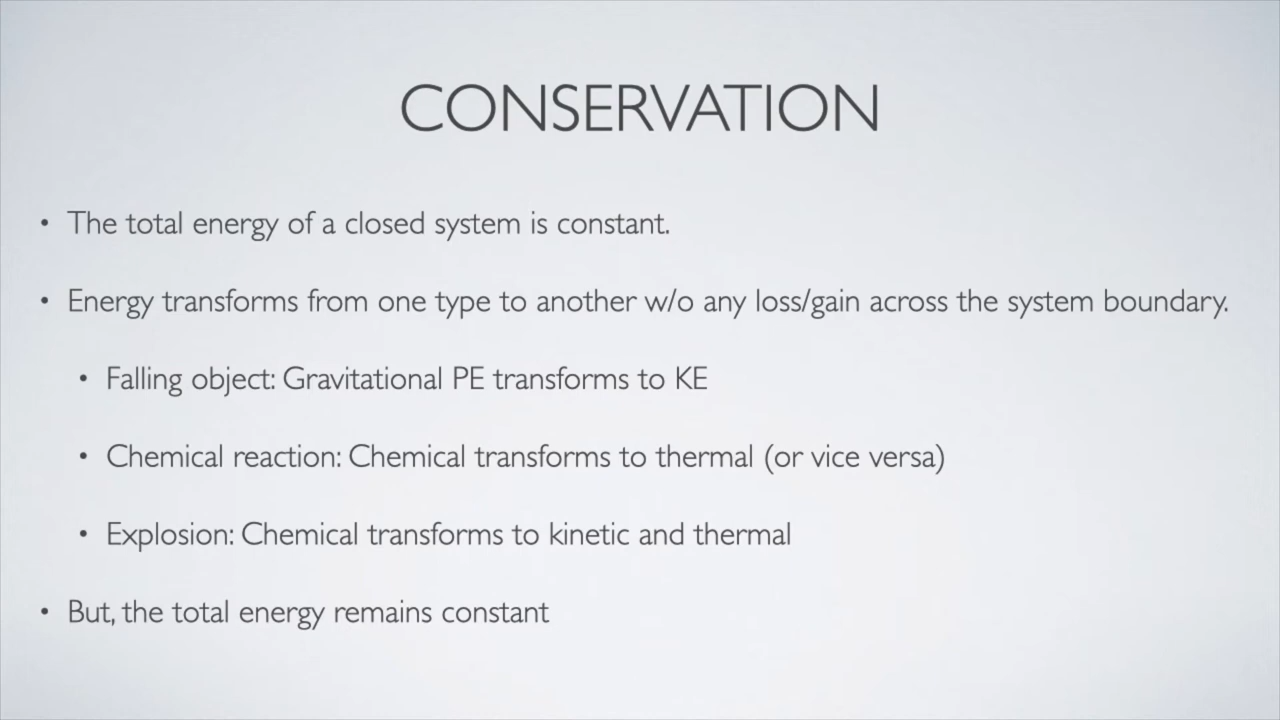 CONSERVATION
• The total energy of a closed system is constant.
• Energy transforms from one type to another w/o any loss/gain across the system boundary.
• Falling object: Gravitational PE transforms to KE
• Chemical reaction: Chemical transforms to thermal (or vice versa)
• Explosion: Chemical transforms to kinetic and thermal
• But, the total energy remains constant